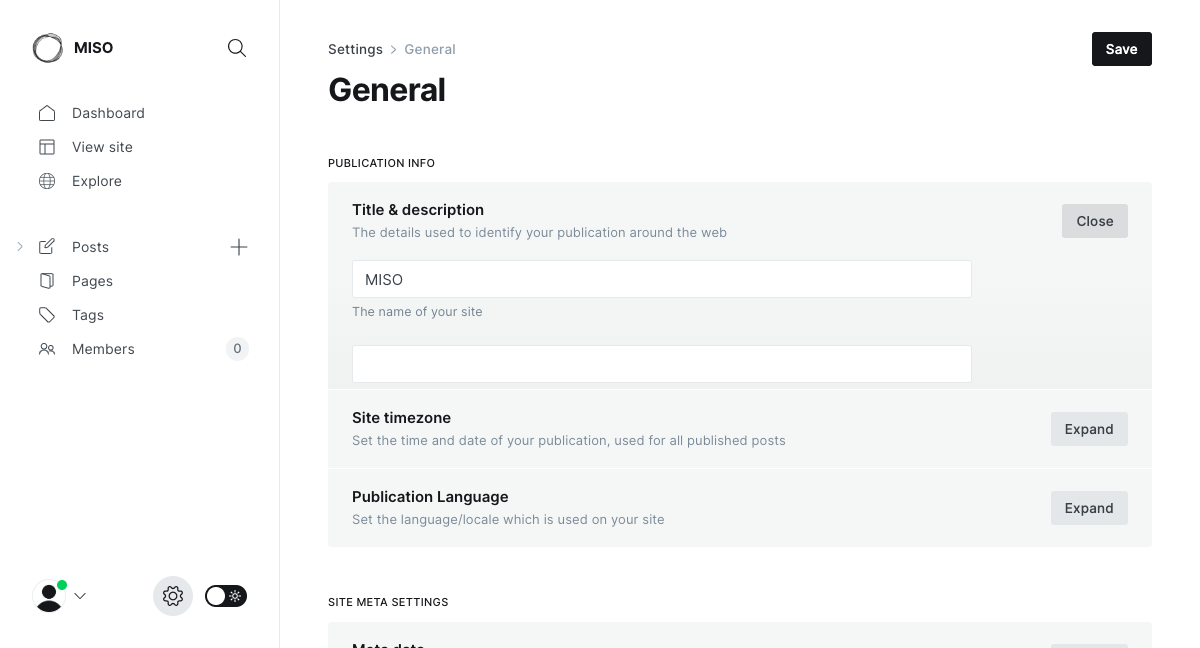 MISO
Dashboard
View site
Explore
Posts
Pages
Tags
Members
0
Settings > General
Save
General
PUBLICATION INFO
Title & description
The details used to identify your publication around the web
Close
MISO
The name of your site
Site timezone
Set the time and date of your publication, used for all published posts
Expand
Publication Language
Set the language/locale which is used on your site
Expand
SITE META SETTINGS
Meta data